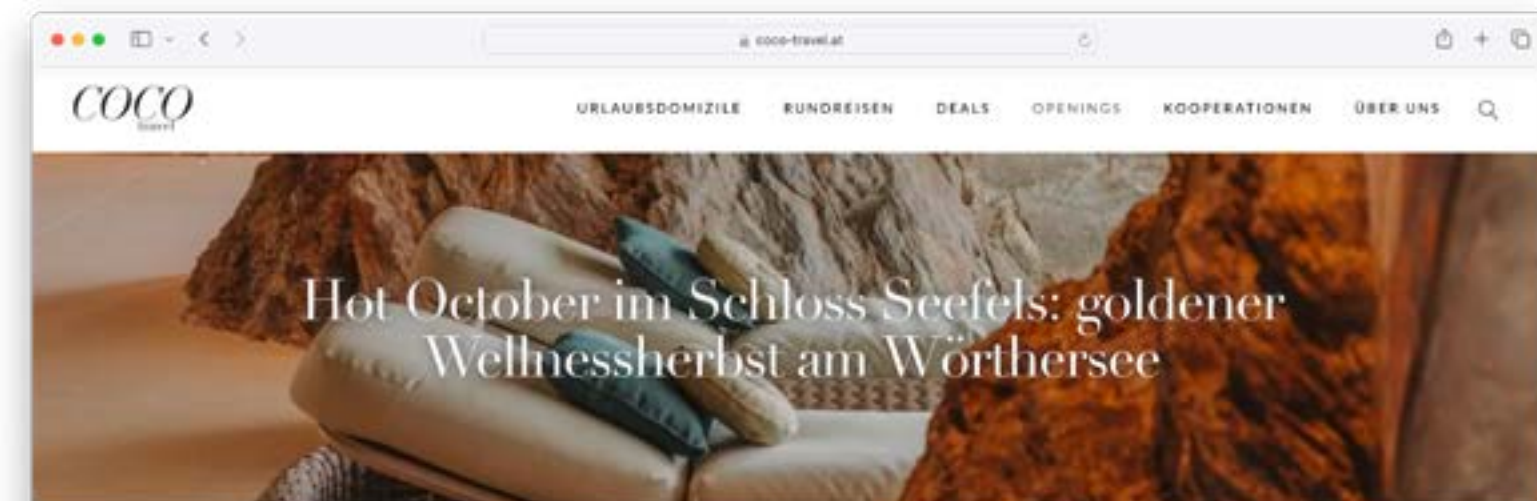 coco-travel.at
COCO
travel
URLAUBSDOMIZILE RUNDREISEN DEALS OPENINGS KOOPERATIONEN ÜBER UNS
Hot October im Schloss Seefels: goldener
Wellnessherbst am Wörthersee